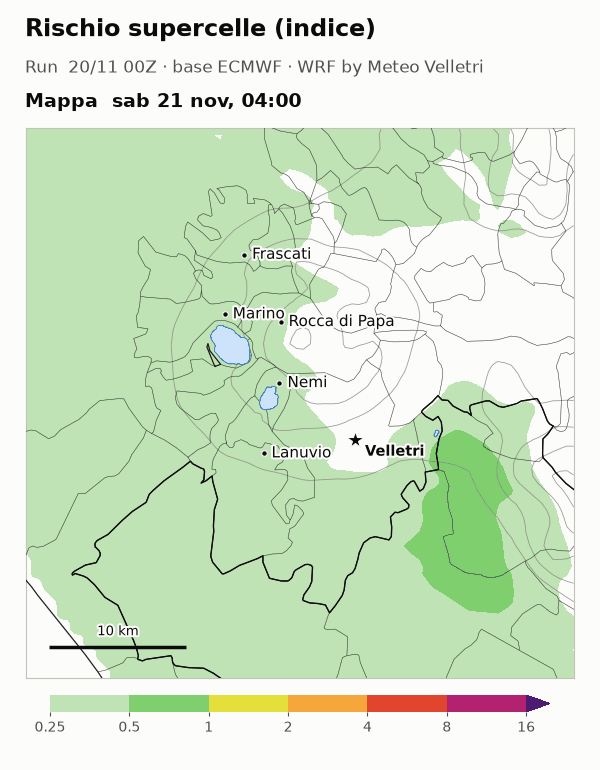 Rischio supercelle (indice)
Run 20/11 00Z · base ECMWF · WRF by Meteo Velletri
Mappa sab 21 nov, 04:00
Frascati
Marino
Rocca di Papa
Nemi
Velletri
Lanuvio
10 km
0.25 0.5 1 2 4 8 16